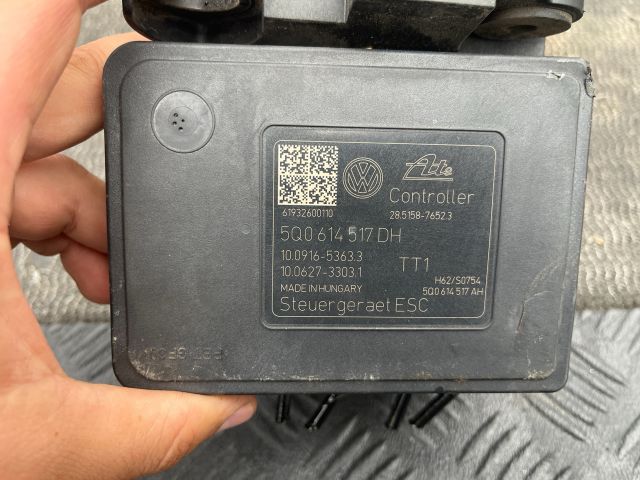 Ate
Controller
61932600110
28.5158-7652.3
5Q0 614 517 DH
10.0916-5363.3
10.0627-3303.1
TT1
H62/S0754
MADE IN HUNGARY
5Q0 614 517 AH
Steuergeraet ESC